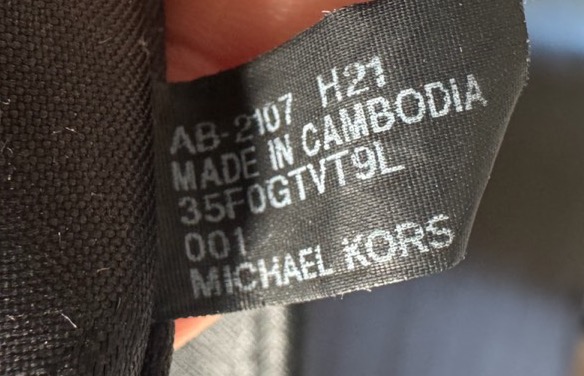 AB-2107 H21
MADE IN CAMBODIA
35F0GTVT9L
001
MICHAEL KORS